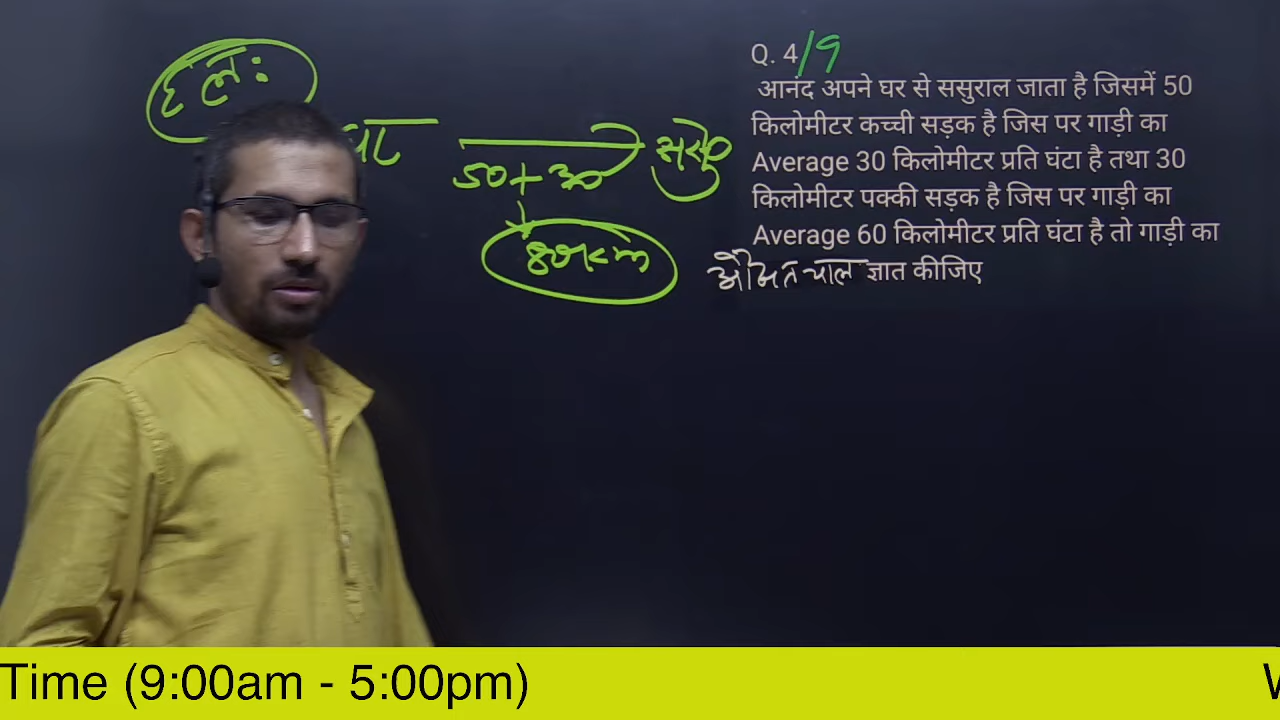 हल:
Q. 4/9
आनंद अपने घर से ससुराल जाता है जिसमें 50
किलोमीटर कच्ची सड़क है जिस पर गाड़ी का
Average 30 किलोमीटर प्रति घंटा है तथा 30
किलोमीटर पक्की सड़क है जिस पर गाड़ी का
Average 60 किलोमीटर प्रति घंटा है तो गाड़ी का
औसत चाल ज्ञात कीजिए
50+30
Time (9:00am - 5:00pm)